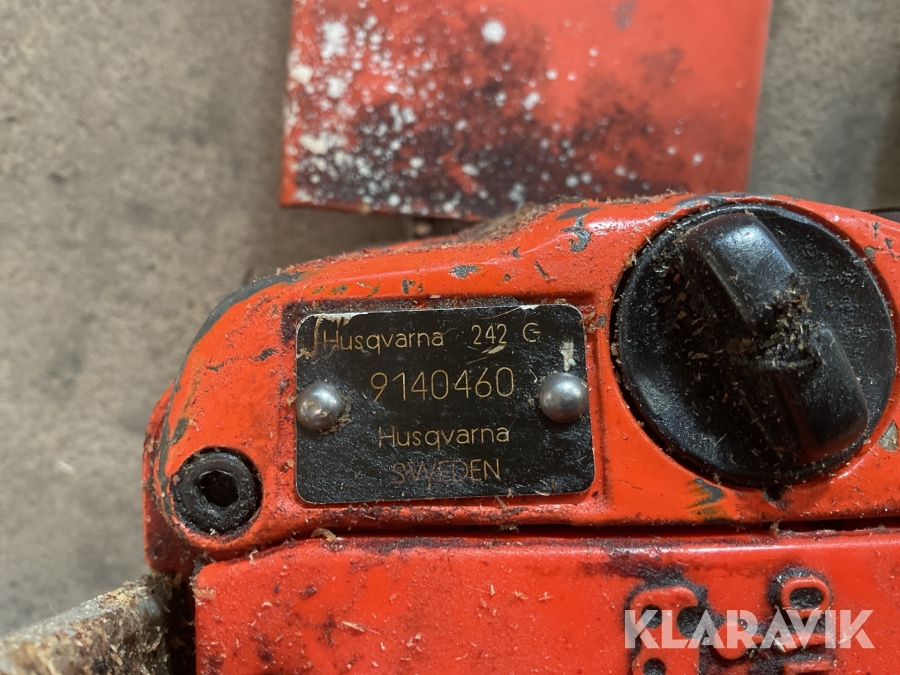 Husqvarna 242 G
9140460
Husqvarna
SWEDEN
KLARAVIK